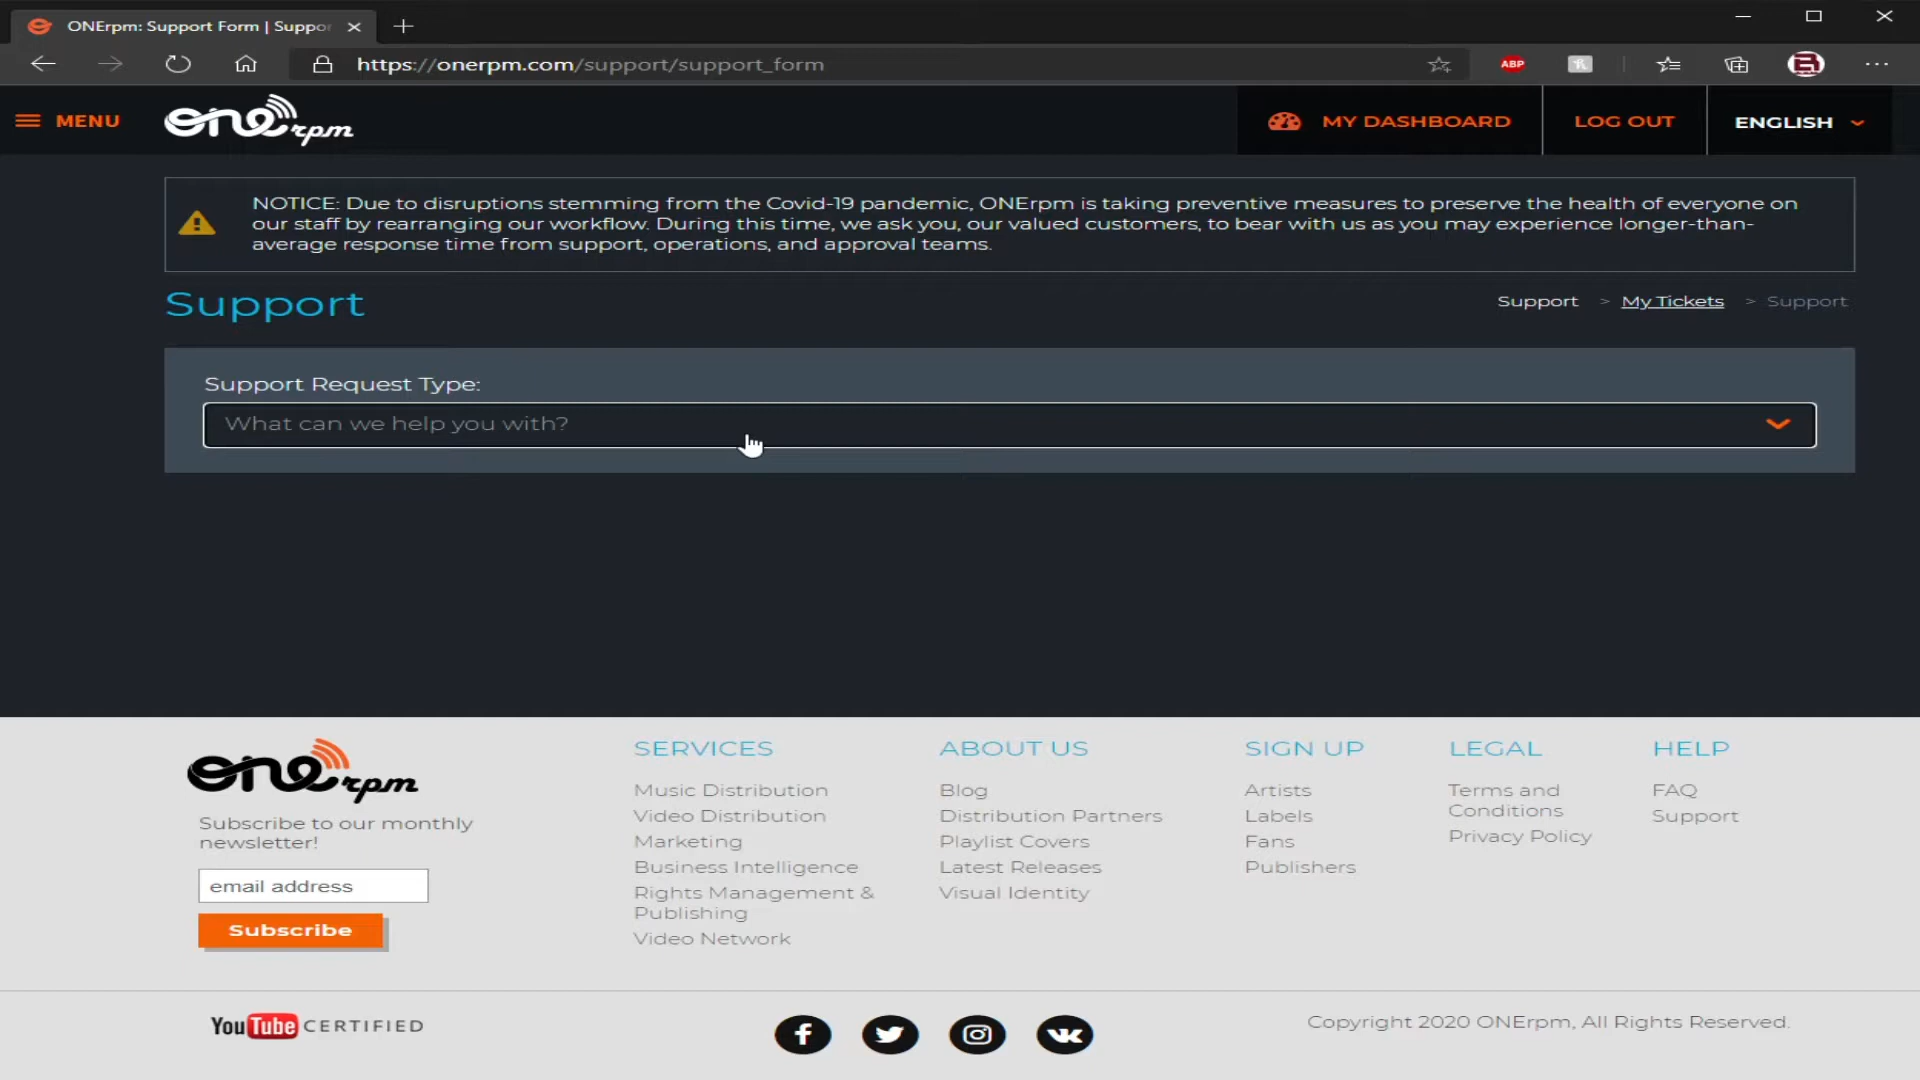 ONErpm: Support Form | Suppor
https://onerpm.com/support/support_form
ABP
MENU
one rpm
MY DASHBOARD
LOG OUT
ENGLISH
NOTICE: Due to disruptions stemming from the Covid-19 pandemic, ONErpm is taking preventive measures to preserve the health of everyone on
our staff by rearranging our workflow. During this time, we ask you, our valued customers, to bear with us as you may experience longer-than-
average response time from support, operations, and approval teams.
Support
Support > My Tickets > Support
Support Request Type:
What can we help you with?
one rpm
Subscribe to our monthly
newsletter!
email address
Subscribe
SERVICES
Music Distribution
Video Distribution
Marketing
Business Intelligence
Rights Management &
Publishing
Video Network
ABOUT US
Blog
Distribution Partners
Playlist Covers
Latest Releases
Visual Identity
SIGN UP
Artists
Labels
Fans
Publishers
LEGAL
Terms and
Conditions
Privacy Policy
HELP
FAQ
Support
YouTube CERTIFIED
Copyright 2020 ONErpm, All Rights Reserved.